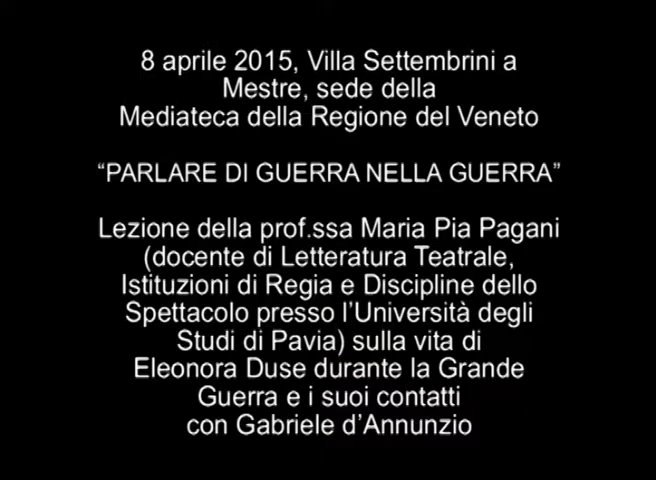 8 aprile 2015, Villa Settembrini a
Mestre, sede della
Mediateca della Regione del Veneto
“PARLARE DI GUERRA NELLA GUERRA”
Lezione della prof.ssa Maria Pia Pagani
(docente di Letteratura Teatrale,
Istituzioni di Regia e Discipline dello
Spettacolo presso l’Università degli
Studi di Pavia) sulla vita di
Eleonora Duse durante la Grande
Guerra e i suoi contatti
con Gabriele d’Annunzio